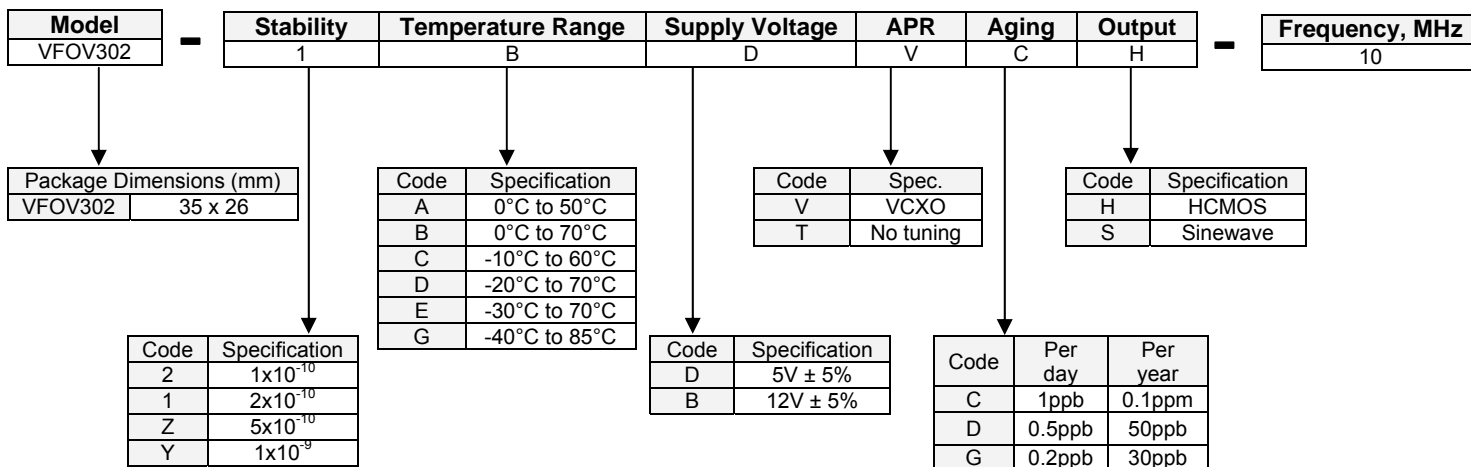 Model
VFOV302
-
Stability Temperature Range Supply Voltage APR Aging Output
1 B D V C H
-
Frequency, MHz
10
Package Dimensions (mm)
VFOV302 35 x 26
Code Specification
2 1x10⁻¹⁰
1 2x10⁻¹⁰
Z 5x10⁻¹⁰
Y 1x10⁻⁹
Code Specification
A 0°C to 50°C
B 0°C to 70°C
C -10°C to 60°C
D -20°C to 70°C
E -30°C to 70°C
G -40°C to 85°C
Code Specification
D 5V ± 5%
B 12V ± 5%
Code Spec.
V VCXO
T No tuning
Code Per day Per year
C 1ppb 0.1ppm
D 0.5ppb 50ppb
G 0.2ppb 30ppb
Code Specification
H HCMOS
S Sinewave